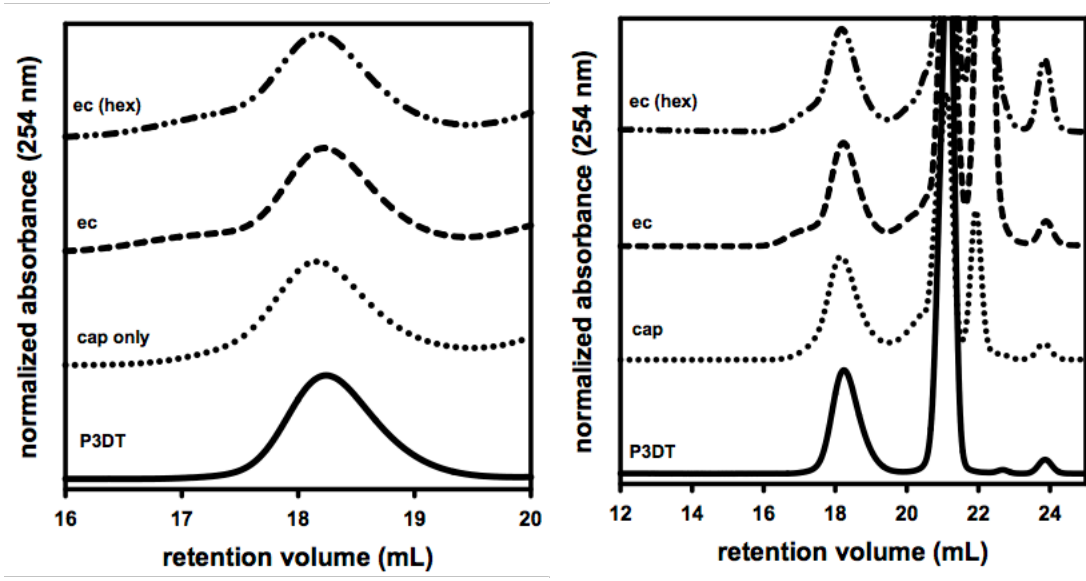 normalized absorbance (254 nm)
ec (hex)
ec
cap only
P3DT
16 17 18 19 20
retention volume (mL)
normalized absorbance (254 nm)
ec (hex)
ec
cap
P3DT
12 14 16 18 20 22 24
retention volume (mL)